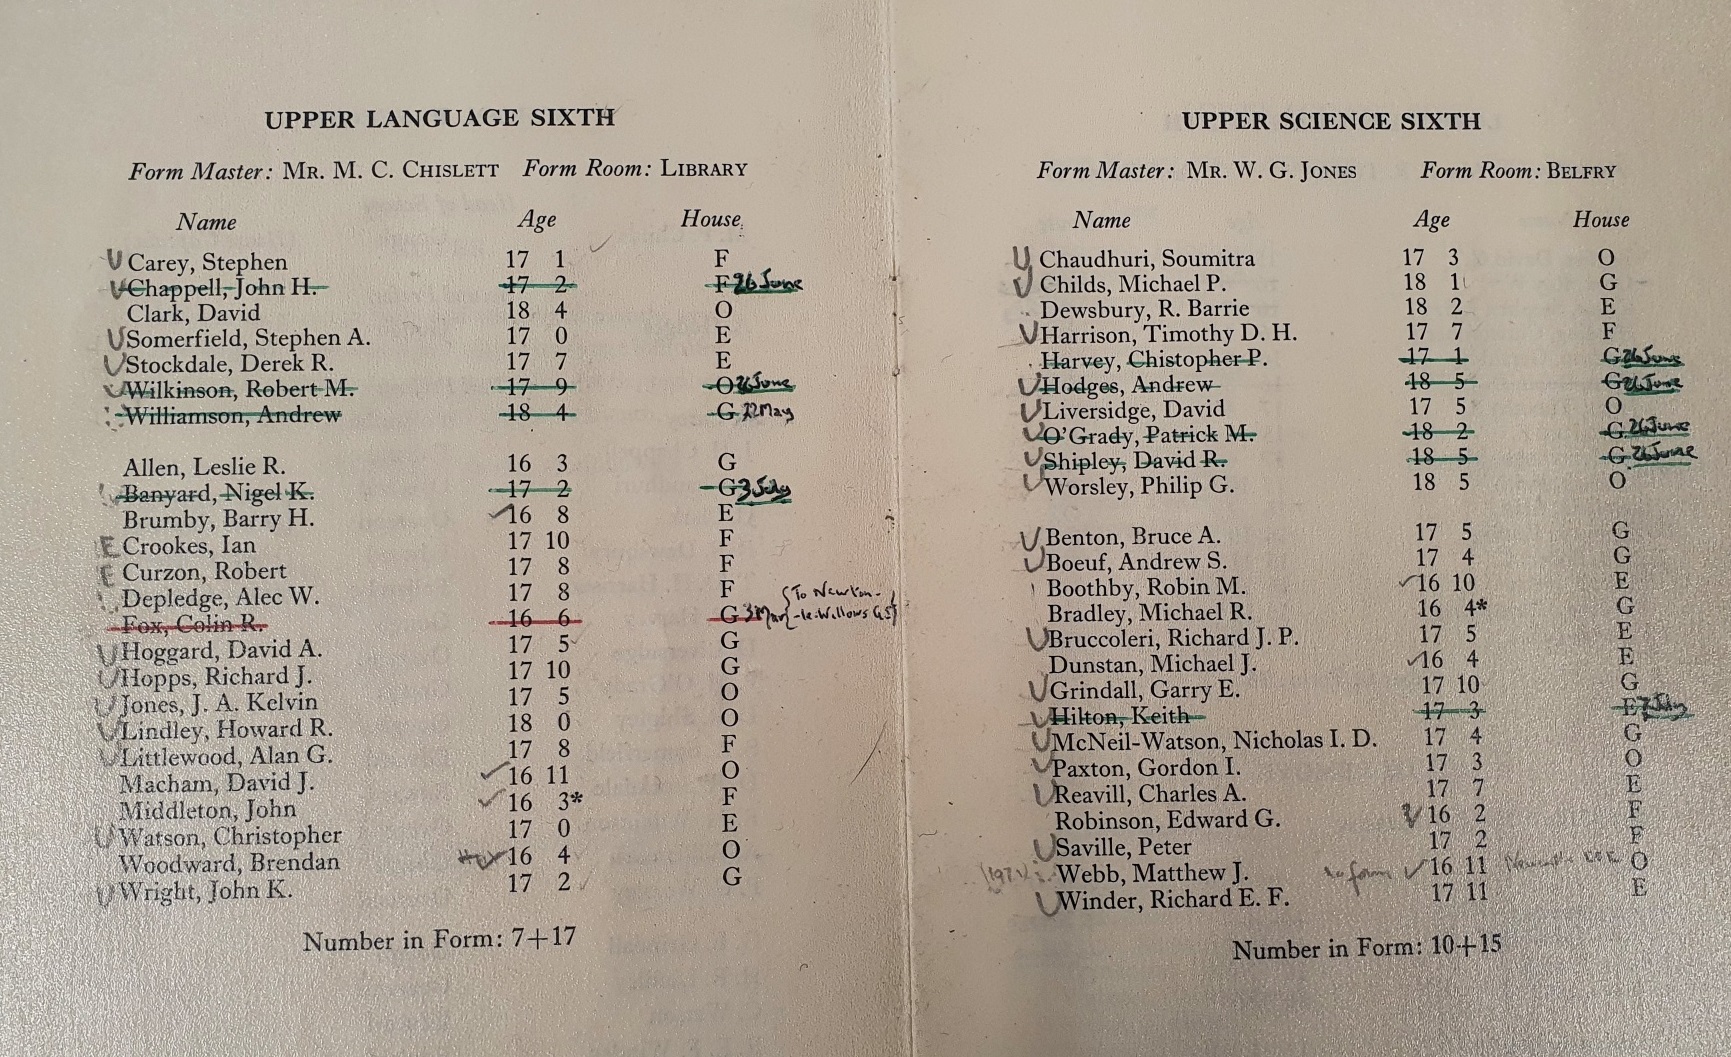 UPPER LANGUAGE SIXTH
Form Master: MR. M. C. CHISLETT Form Room: LIBRARY
Name Age House
U Carey, Stephen 17 1 F
U Chappell, John H. 17 2 F 26 June
Clark, David 18 4 O
U Somerfield, Stephen A. 17 0 E
U Stockdale, Derek R. 17 7 E
U Wilkinson, Robert M. 17 9 O 26 June
Williamson, Andrew 18 4 G 22 May
Allen, Leslie R. 16 3 G
Banyard, Nigel K. 17 2 G 3 July
Brumby, Barry H. ✓16 8 E
E Crookes, Ian 17 10 F
E Curzon, Robert 17 8 F
Depledge, Alec W. 17 8 F
Fox, Colin R. 16 6 G 3 Mar {To Newton-le-Willows GS}
U Hoggard, David A. 17 5 G
U Hopps, Richard J. 17 10 G
U Jones, J. A. Kelvin 17 5 O
U Lindley, Howard R. 18 0 O
U Littlewood, Alan G. 17 8 F
Macham, David J. ✓16 11 O
Middleton, John ✓16 3* F
U Watson, Christopher 17 0 E
Woodward, Brendan ✓16 4 O
U Wright, John K. 17 2 G
Number in Form: 7+17
UPPER SCIENCE SIXTH
Form Master: MR. W. G. JONES Form Room: BELFRY
Name Age House
U Chaudhuri, Soumitra 17 3 O
U Childs, Michael P. 18 1 G
Dewsbury, R. Barrie 18 2 E
U Harrison, Timothy D. H. 17 7 F
Harvey, Chistopher P. 17 1 G 26 June
U Hodges, Andrew 18 5 G 26 June
U Liversidge, David 17 5 O
U O'Grady, Patrick M. 18 2 G 26 June
U Shipley, David R. 18 5 G 26 June
U Worsley, Philip G. 18 5 O
U Benton, Bruce A. 17 5 G
U Boeuf, Andrew S. 17 4 G
Boothby, Robin M. ✓16 10 E
Bradley, Michael R. 16 4* G
U Bruccoleri, Richard J. P. 17 5 E
Dunstan, Michael J. ✓16 4 E
U Grindall, Garry E. 17 10 G
U Hilton, Keith 17 3 E 7 July
U McNeil-Watson, Nicholas I. D. 17 4 G
U Paxton, Gordon I. 17 3 O
U Reavill, Charles A. 17 7 E
Robinson, Edward G. ✓16 2 F
U Saville, Peter 17 2 F
Webb, Matthew J. ✓16 11 O
U Winder, Richard E. F. 17 11 E
Number in Form: 10+15